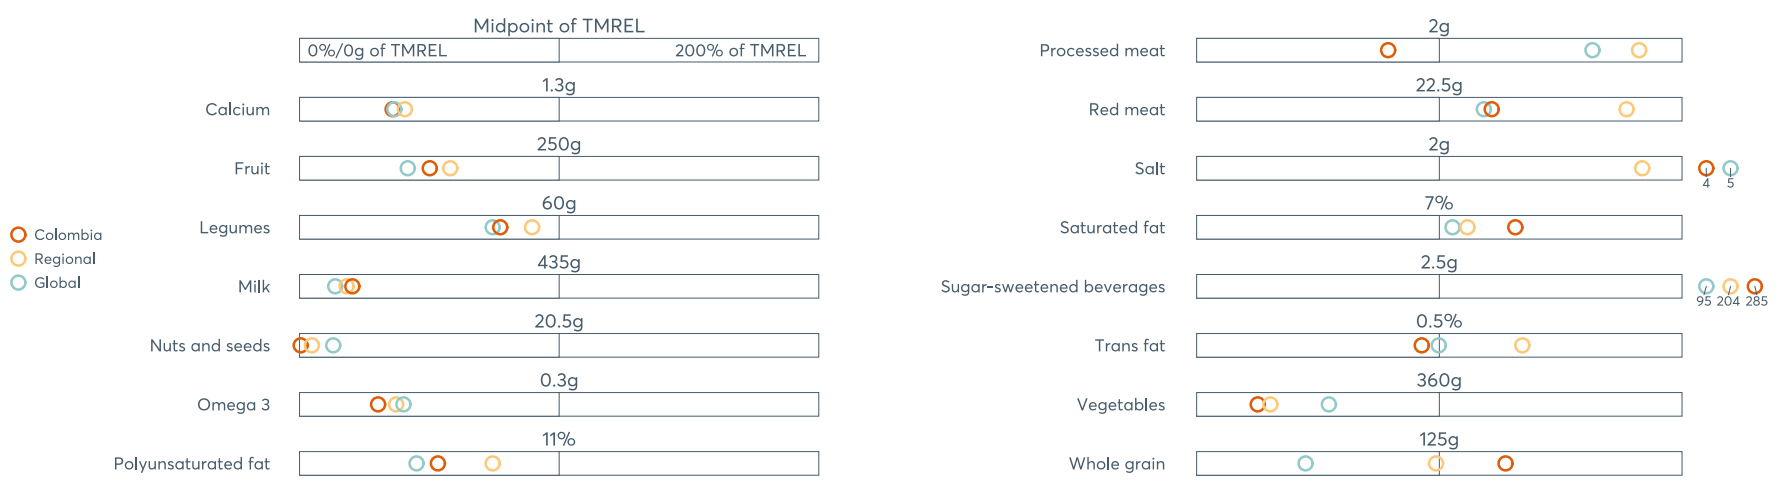 Midpoint of TMREL
0%/0g of TMREL
200% of TMREL
1.3g
Calcium
250g
Fruit
60g
Legumes
435g
Milk
20.5g
Nuts and seeds
0.3g
Omega 3
11%
Polyunsaturated fat
Colombia
Regional
Global
2g
Processed meat
22.5g
Red meat
2g
Salt
4 5
7%
Saturated fat
2.5g
Sugar-sweetened beverages
95 204 285
0.5%
Trans fat
360g
Vegetables
125g
Whole grain